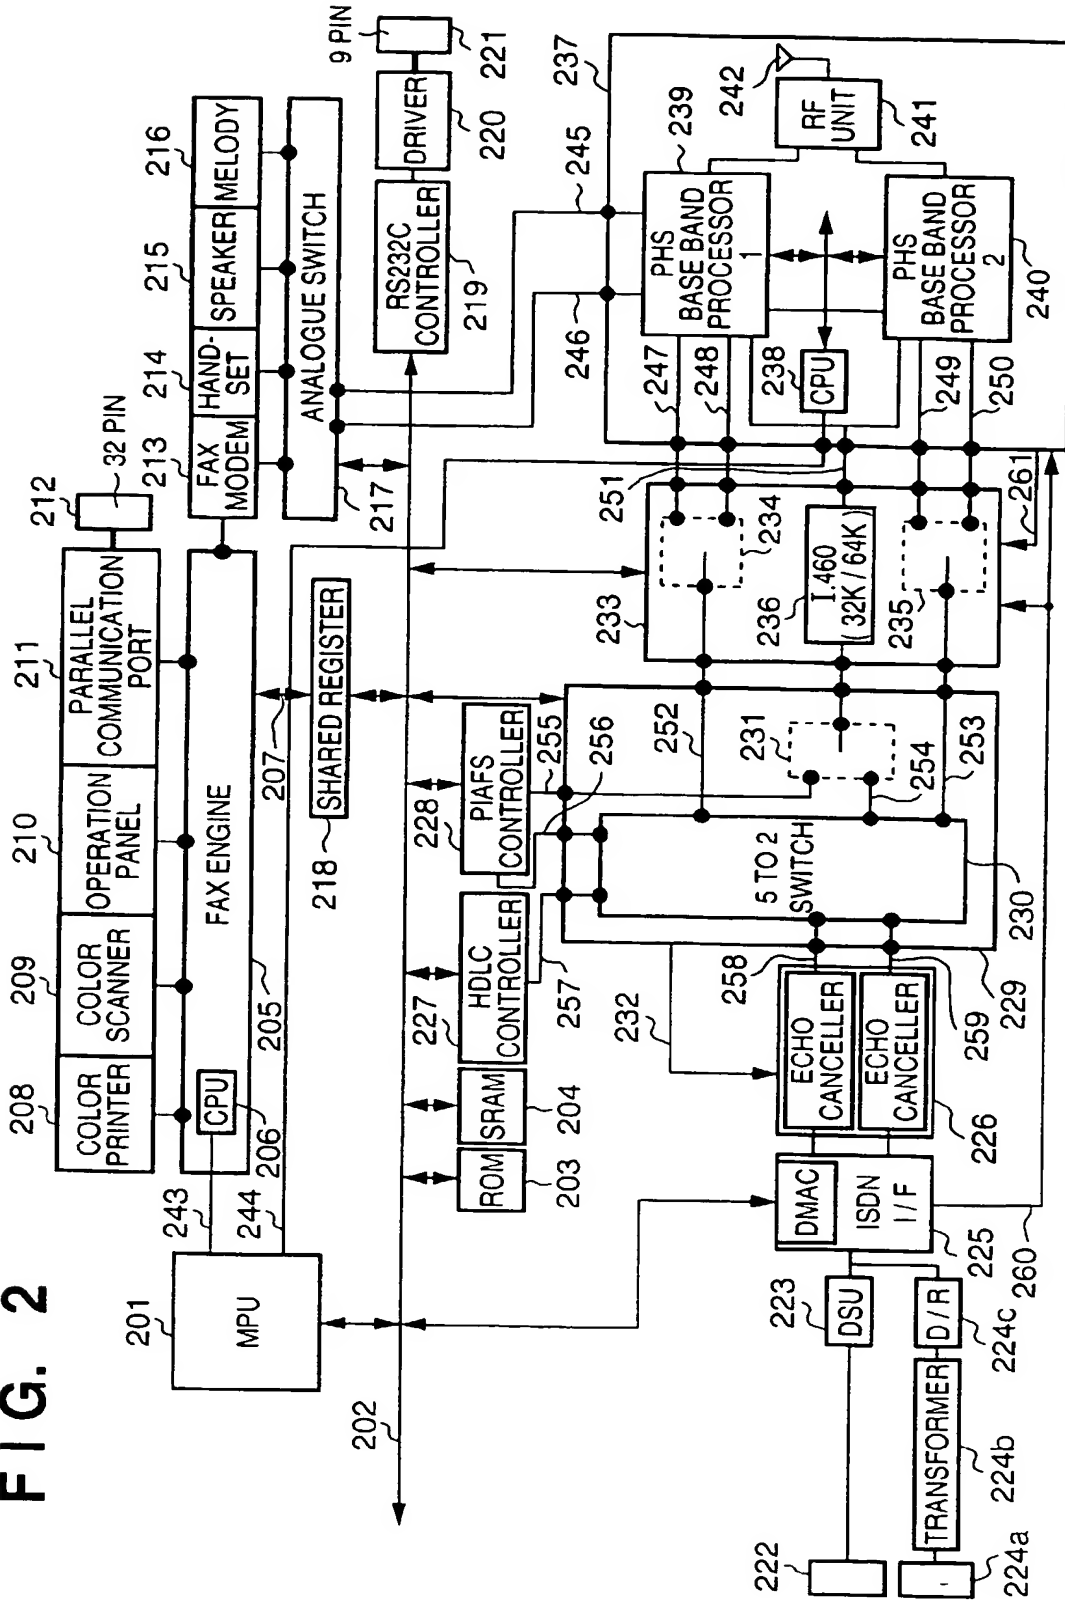 FIG. 2
208
209
210
211
212
32 PIN
COLOR
PRINTER
COLOR
SCANNER
OPERATION
PANEL
PARALLEL
COMMUNICATION
PORT
FAX ENGINE
CPU
205
206
207
243
244
201
MPU
202
213
214
215
216
FAX
MODEM
HAND-
SET
SPEAKER
MELODY
ANALOGUE SWITCH
217
9 PIN
221
DRIVER
220
RS232C
CONTROLLER
219
SHARED REGISTER
218
ROM
203
SRAM
204
HDLC
CONTROLLER
227
PIAFS
CONTROLLER
228
255
256
257
252
253
254
231
5 TO 2
SWITCH
230
229
232
258
259
ECHO
CANCELLER
ECHO
CANCELLER
226
DMAC
ISDN
I/F
225
260
DSU
223
D/R
224c
TRANSFORMER
224b
224a
222
233
234
235
236
I.460
(32K/64K)
251
261
237
245
246
247
248
249
250
238
CPU
PHS
BASE BAND
PROCESSOR
1
239
PHS
BASE BAND
PROCESSOR
2
240
RF
UNIT
241
242